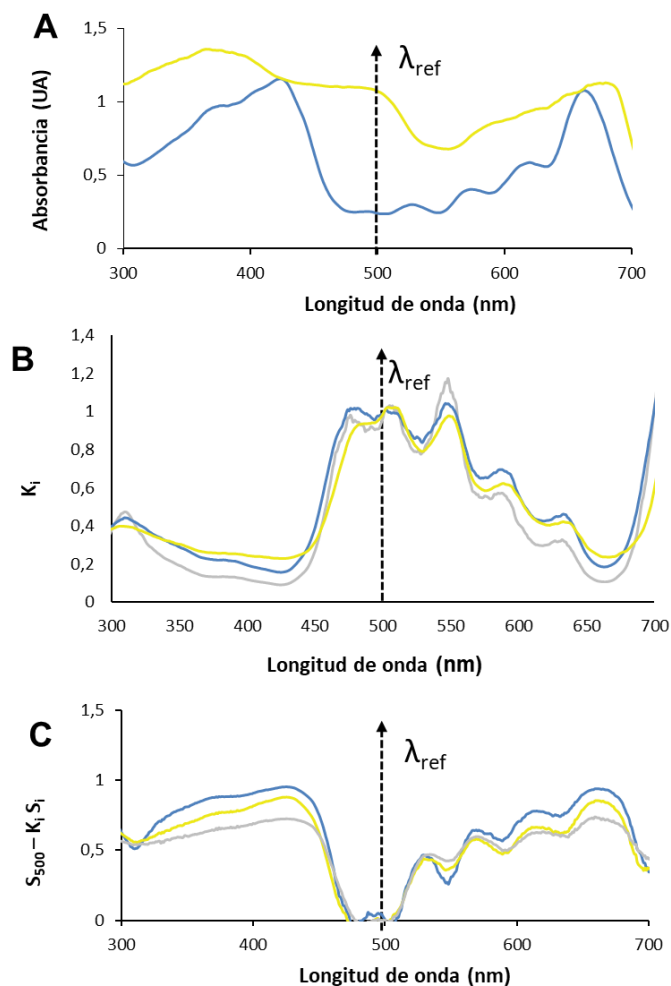 A
1,5
1
0,5
0
Absorbancia (UA)
λref
300 400 500 600 700
Longitud de onda (nm)
B
1,4
1,2
1
0,8
0,6
0,4
0,2
0
Ki
λref
300 350 400 450 500 550 600 650 700
Longitud de onda (nm)
C
1,5
1
0,5
0
S500 – Ki Si
λref
300 400 500 600 700
Longitud de onda (nm)